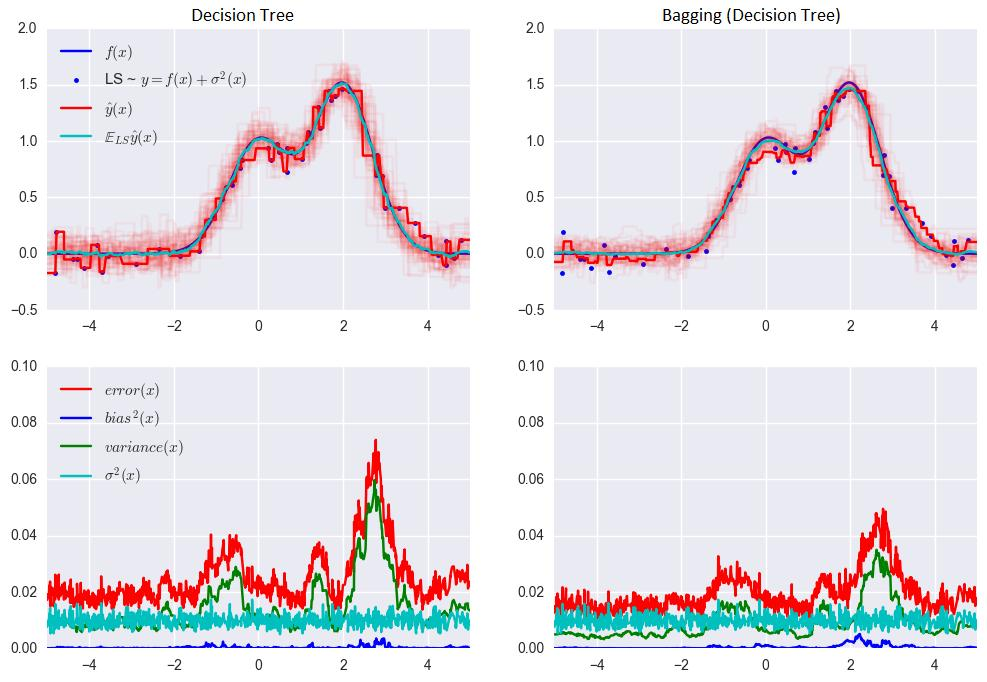 Decision Tree
2.0
1.5
1.0
0.5
0.0
−0.5
−4 −2 0 2 4
f(x)
LS ~ y = f(x) + σ²(x)
ŷ(x)
𝔼_LS ŷ(x)
Bagging (Decision Tree)
2.0
1.5
1.0
0.5
0.0
−0.5
−4 −2 0 2 4
0.10
0.08
0.06
0.04
0.02
0.00
−4 −2 0 2 4
error(x)
bias²(x)
variance(x)
σ²(x)
0.10
0.08
0.06
0.04
0.02
0.00
−4 −2 0 2 4